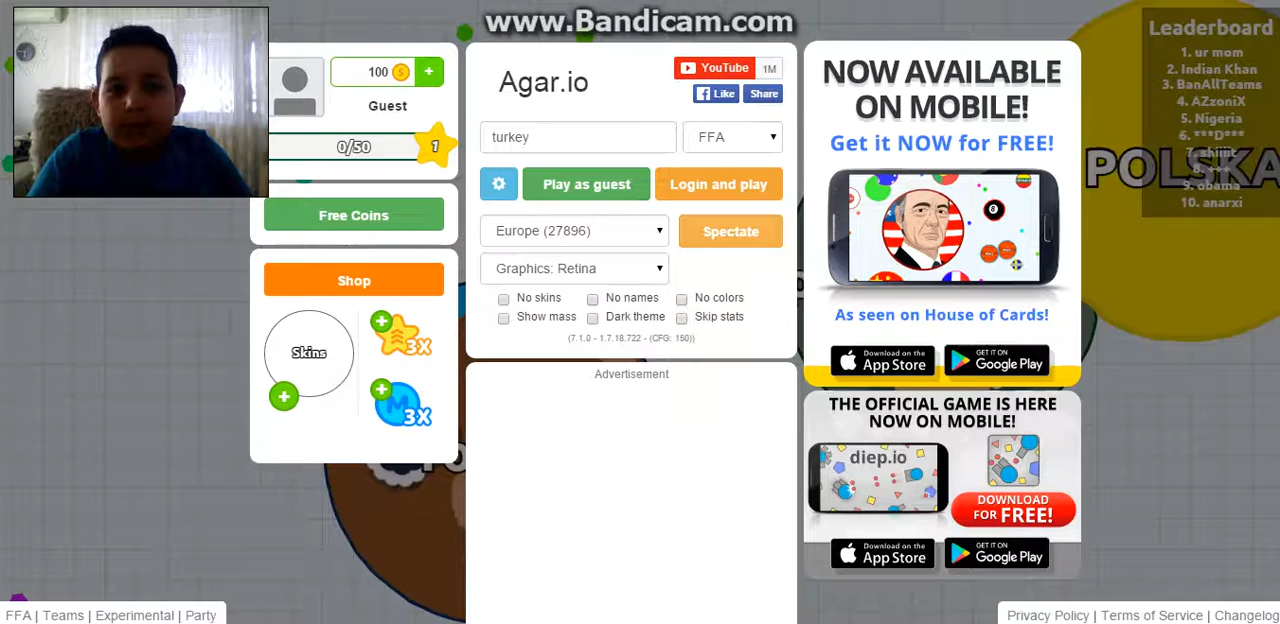 www.Bandicam.com
100
Guest
0/50
1
Free Coins
Shop
Skins
3X
M
3X
Agar.io
YouTube
1M
Like
Share
turkey
FFA
Play as guest
Login and play
Europe (27896)
Spectate
Graphics: Retina
No skins
No names
No colors
Show mass
Dark theme
Skip stats
(7.1.0 - 1.7.18.722 - (CFG: 150))
Advertisement
NOW AVAILABLE
ON MOBILE!
Get it NOW for FREE!
8
As seen on House of Cards!
Download on the
App Store
GET IT ON
Google Play
THE OFFICIAL GAME IS HERE
NOW ON MOBILE!
diep.io
DOWNLOAD
FOR FREE!
Download on the
App Store
GET IT ON
Google Play
Leaderboard
1. ur mom
2. Indian Khan
3. BanAllTeams
4. AZzoniX
5. Nigeria
6. ***D***
7. shiiiit
9. obama
10. anarxi
POLSKA
FFA | Teams | Experimental | Party
Privacy Policy | Terms of Service | Changelog